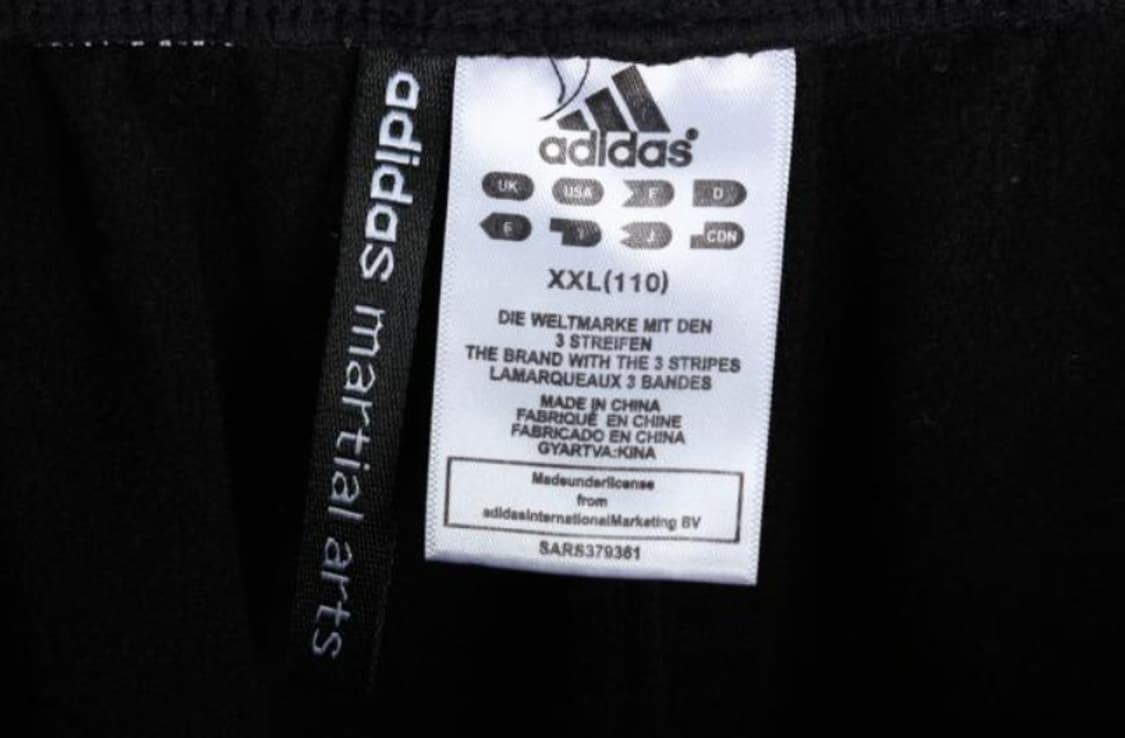 adidas martial arts
adidas®
UK USA F D
E I J CDN
XXL(110)
DIE WELTMARKE MIT DEN
3 STREIFEN
THE BRAND WITH THE 3 STRIPES
LAMARQUEAUX 3 BANDES
MADE IN CHINA
FABRIQUÉ EN CHINE
FABRICADO EN CHINA
GYARTVA:KINA
Madeunderlicense
from
adidasInternationalMarketing BV
SARS379361